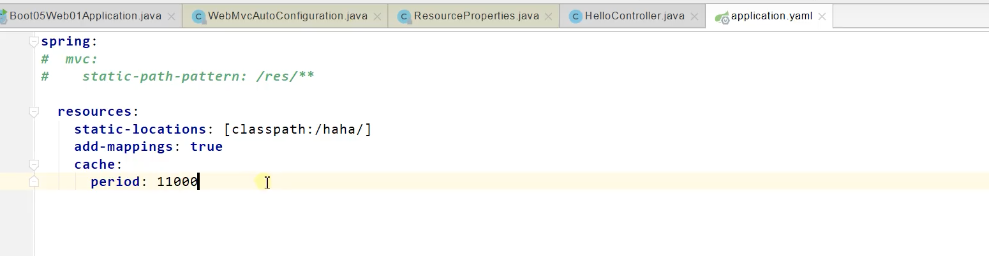 Boot05Web01Application.java WebMvcAutoConfiguration.java ResourceProperties.java HelloController.java application.yaml
spring:
#  mvc:
#    static-path-pattern: /res/**
  resources:
    static-locations: [classpath:/haha/]
    add-mappings: true
    cache:
      period: 11000